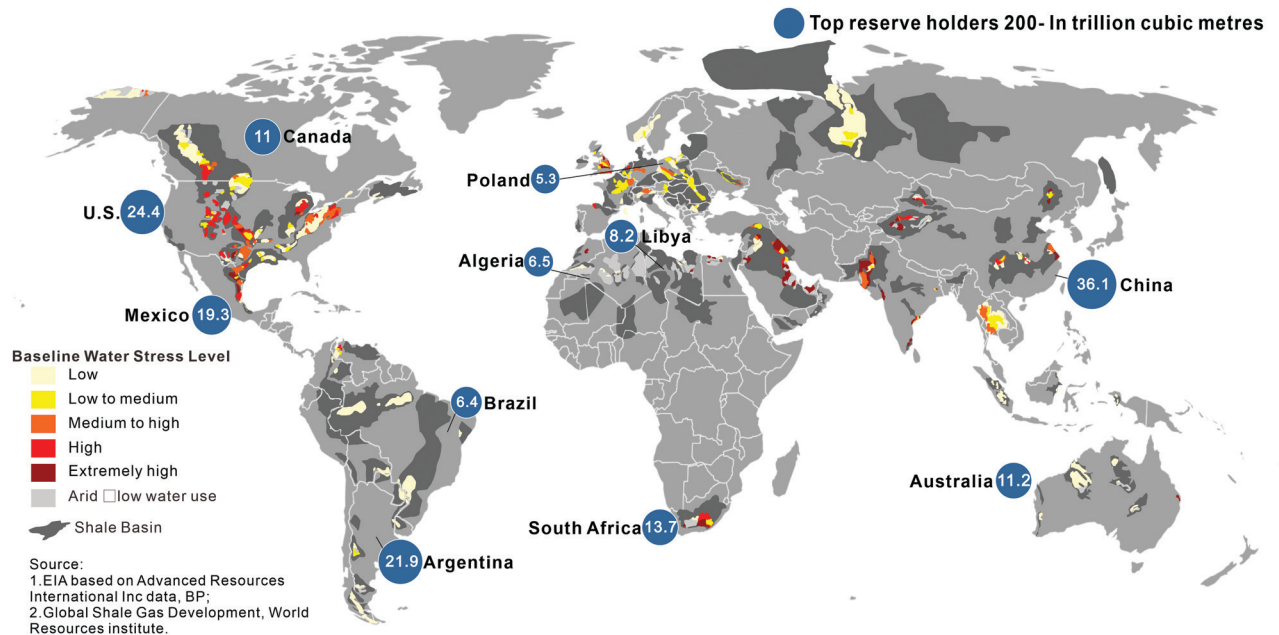 Top reserve holders 200- In trillion cubic metres
11 Canada
Poland 5.3
U.S. 24.4
8.2 Libya
Algeria 6.5
36.1 China
Mexico 19.3
Baseline Water Stress Level
Low
Low to medium
Medium to high
High
Extremely high
Arid □low water use
Shale Basin
6.4 Brazil
Australia 11.2
South Africa 13.7
21.9 Argentina
Source:
1.EIA based on Advanced Resources
International Inc data, BP;
2.Global Shale Gas Development, World
Resources institute.